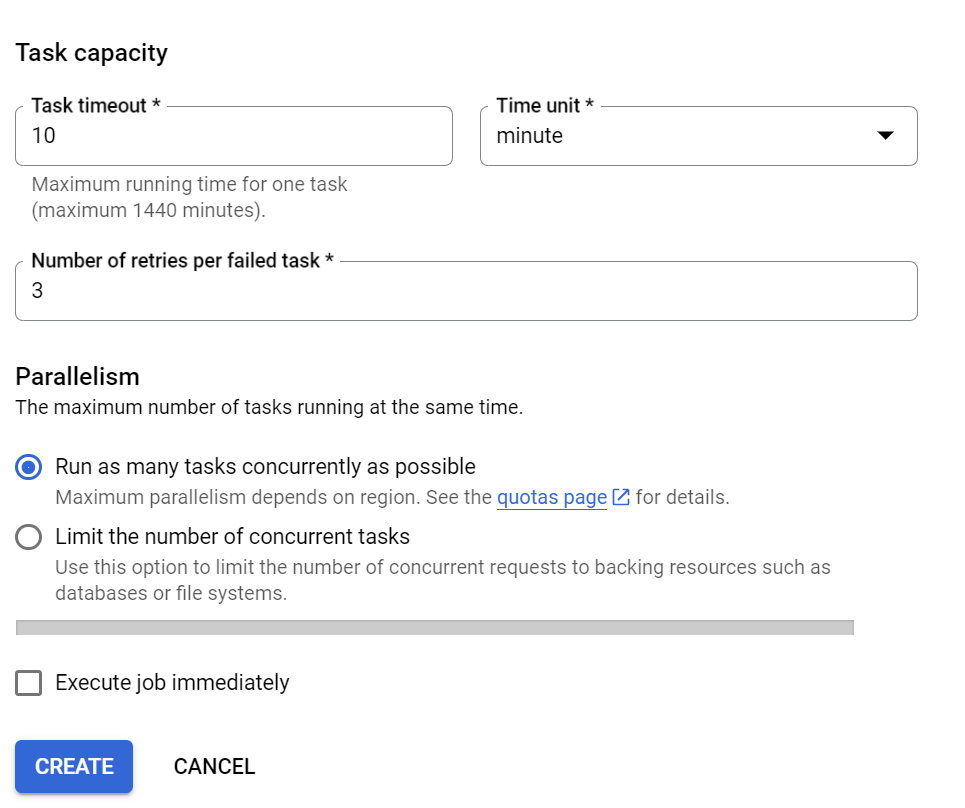 Task capacity
Task timeout * Time unit *
10 minute
Maximum running time for one task
(maximum 1440 minutes).
Number of retries per failed task *
3
Parallelism
The maximum number of tasks running at the same time.
Run as many tasks concurrently as possible
Maximum parallelism depends on region. See the quotas page for details.
Limit the number of concurrent tasks
Use this option to limit the number of concurrent requests to backing resources such as
databases or file systems.
Execute job immediately
CREATE CANCEL